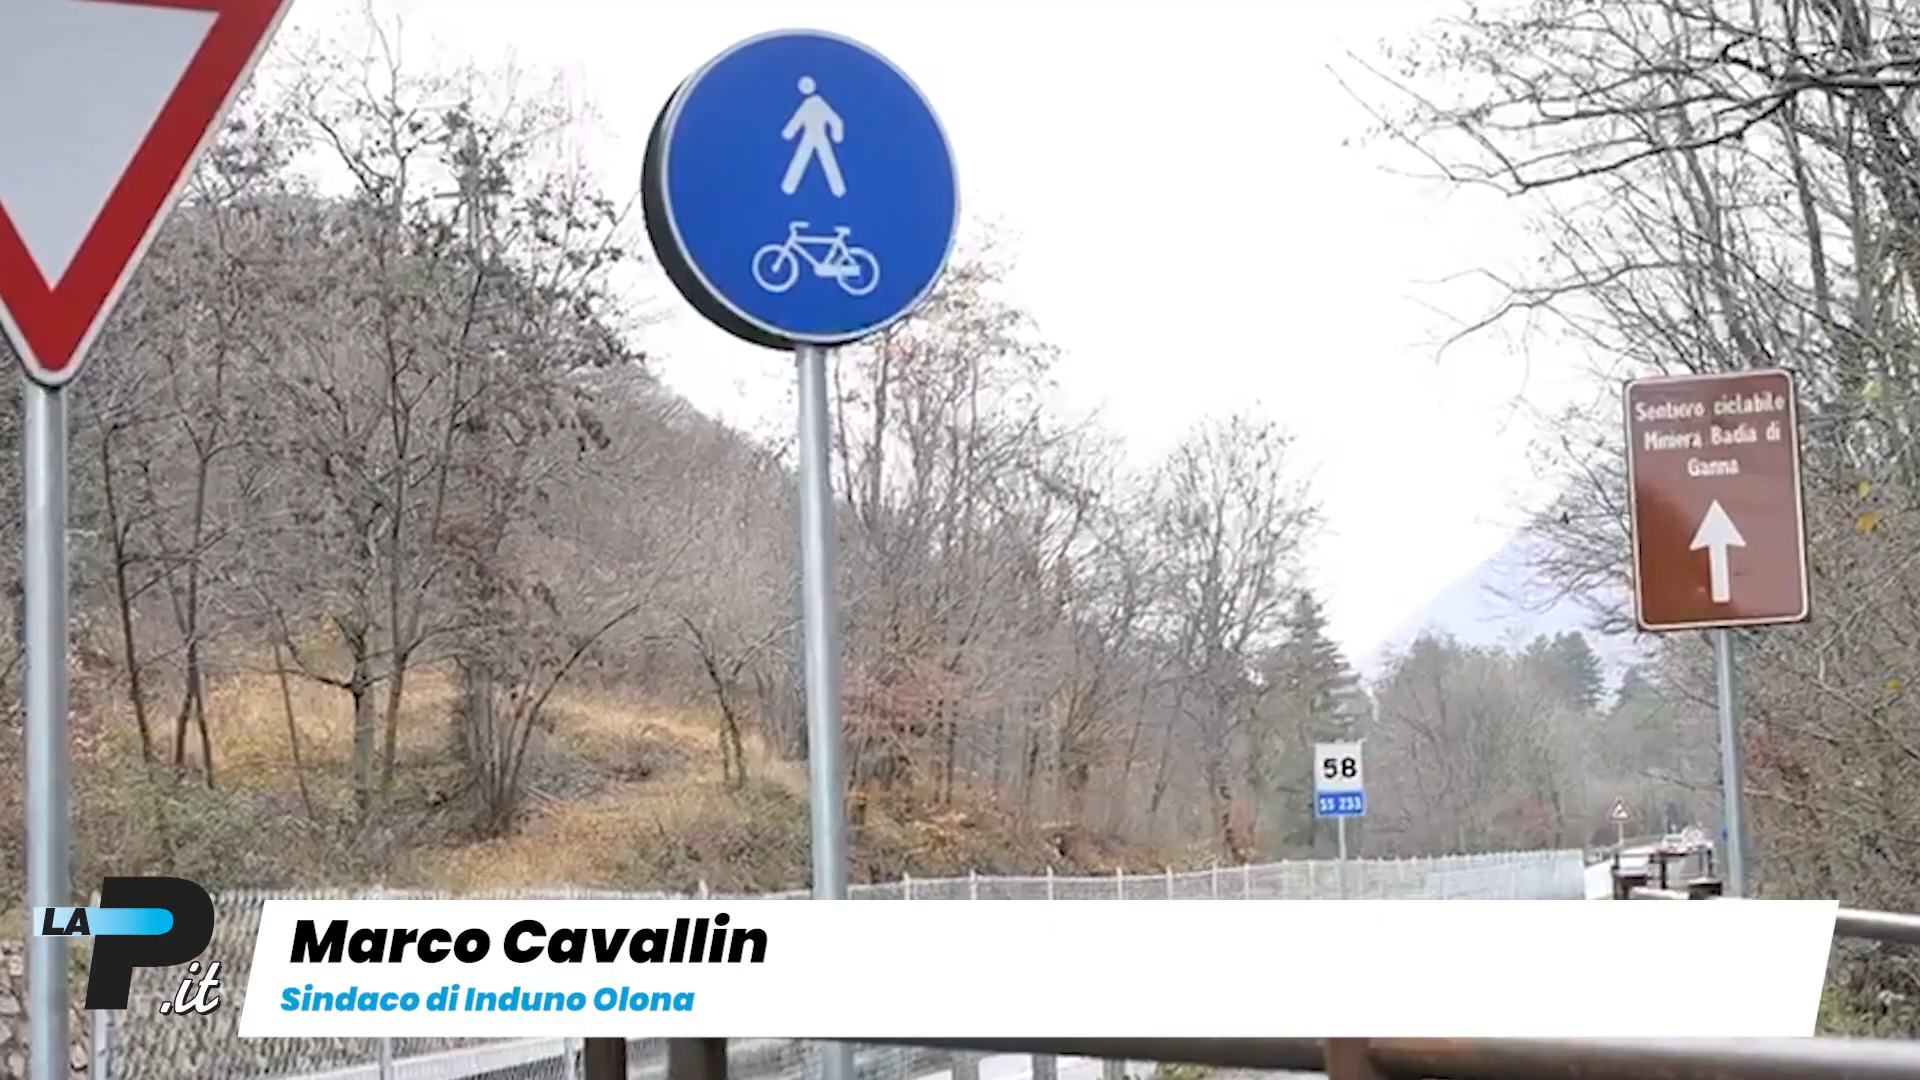 Sentiero ciclabile
Miniera Badia di
Ganna
58
SS 233
LA P.it
Marco Cavallin
Sindaco di Induno Olona